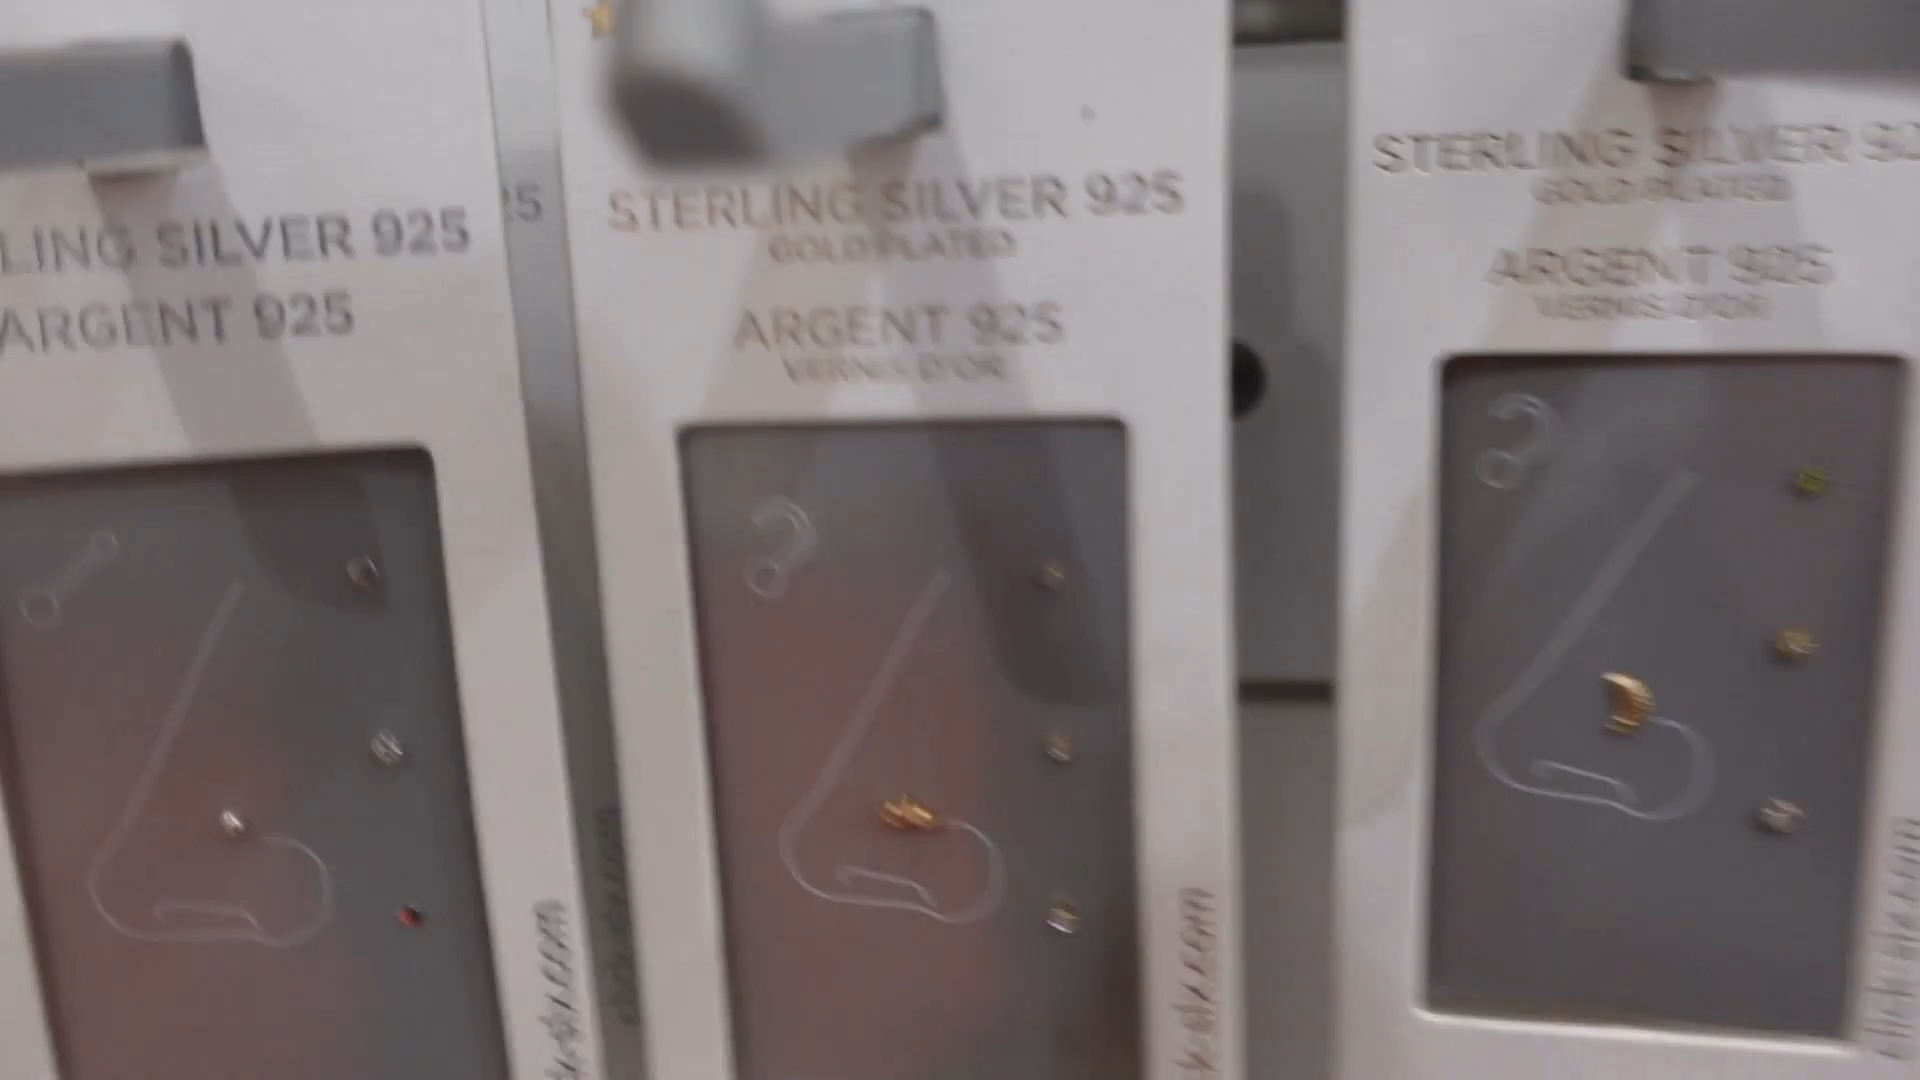 LING SILVER 925
ARGENT 925
25
STERLING SILVER 925
GOLD PLATED
ARGENT 925
VERNIS D'OR
STERLING SILVER 92
GOLD PLATED
ARGENT 925
VERNIS D'OR